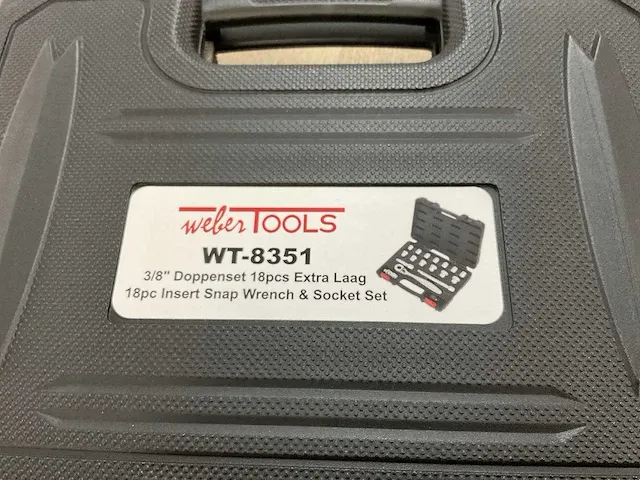 weber TOOLS
WT-8351
3/8" Doppenset 18pcs Extra Laag
18pc Insert Snap Wrench & Socket Set